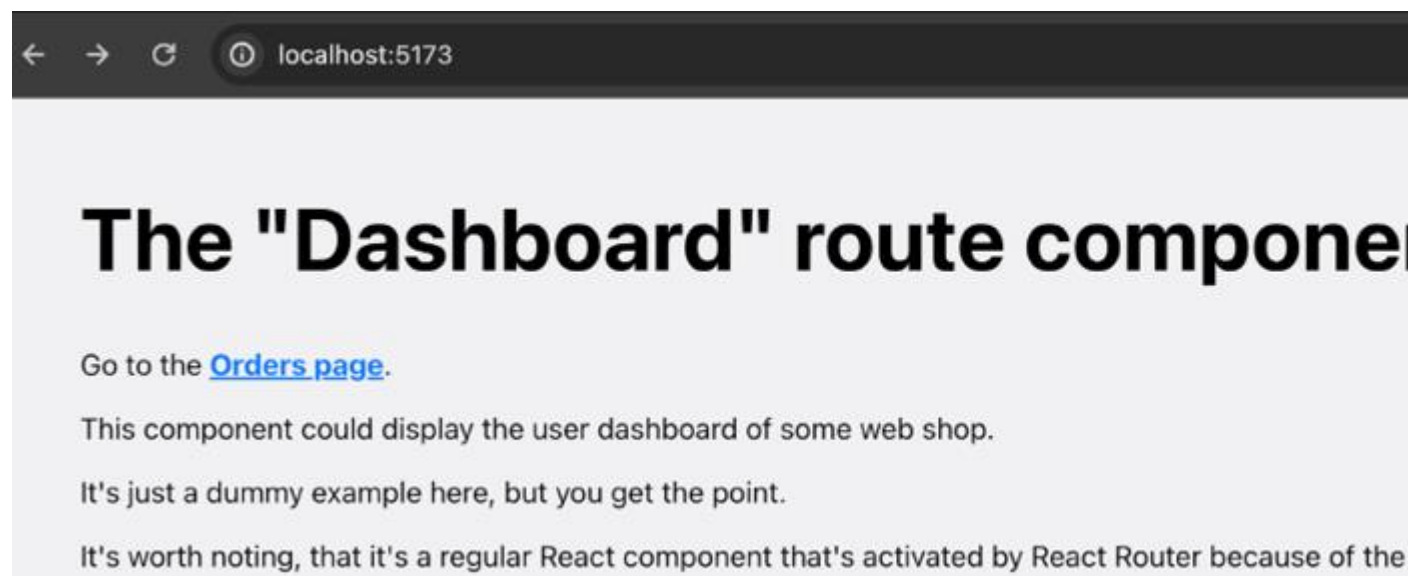 localhost:5173
The "Dashboard" route
Go to the Orders page.
This component could display the user dashboard of some web shop.
It's just a dummy example here, but you get the point.
It's worth noting, that it's a regular React component that's activated by React Router because of the